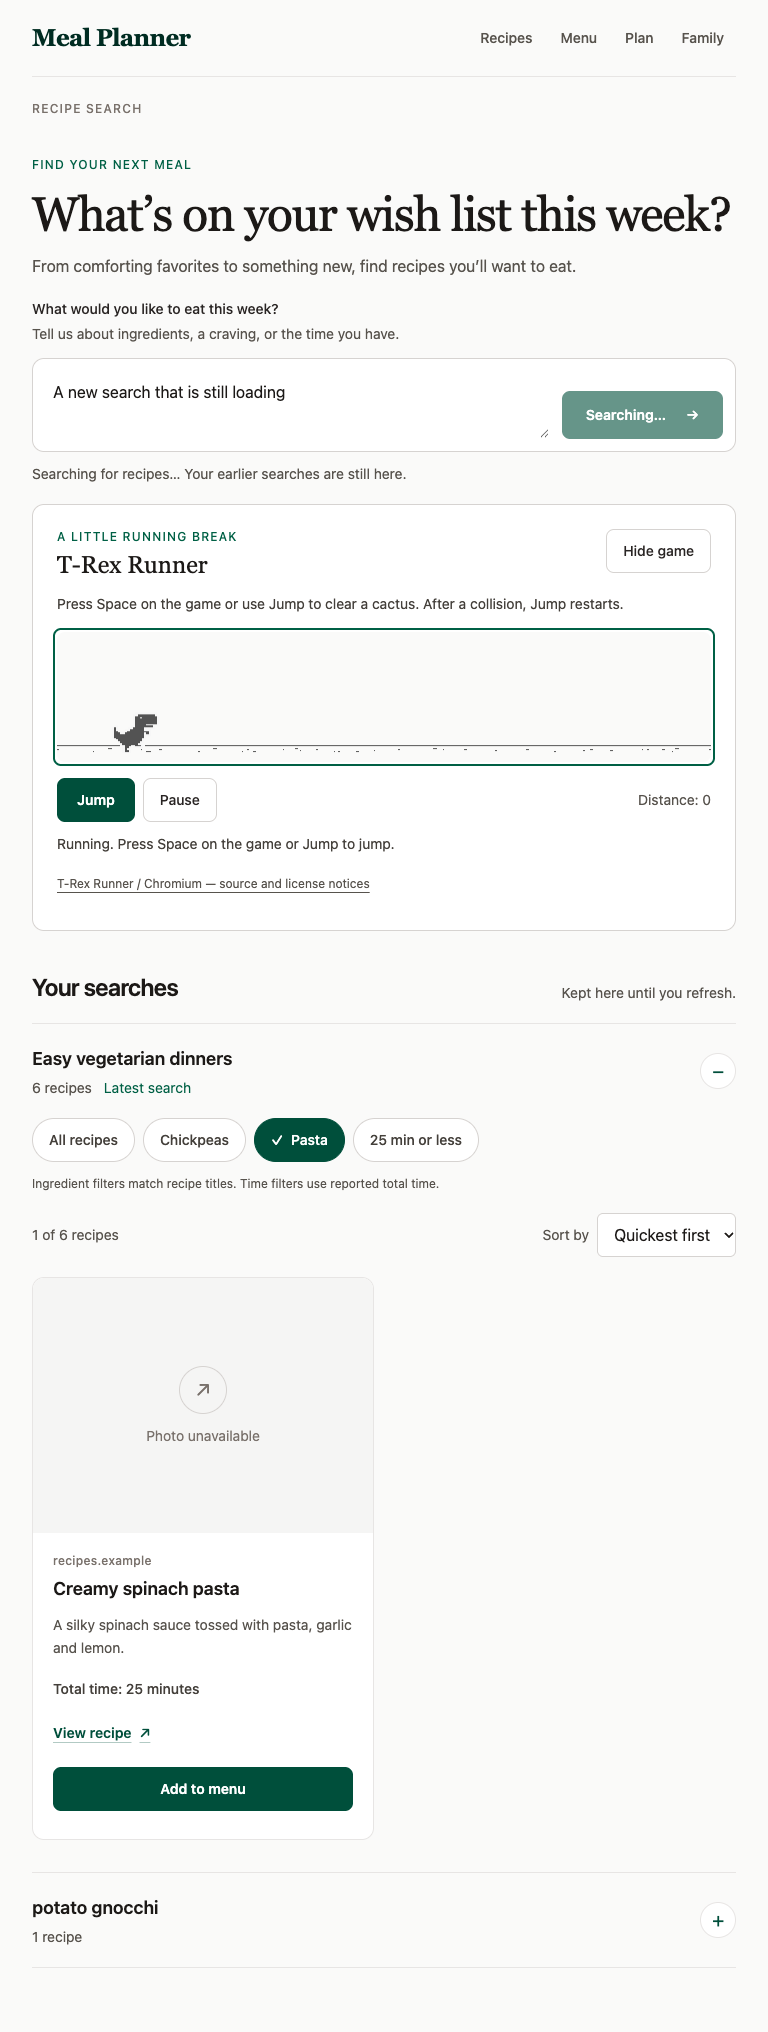 Meal Planner
Recipes Menu Plan Family
RECIPE SEARCH
FIND YOUR NEXT MEAL
What’s on your wish list this week?
From comforting favorites to something new, find recipes you’ll want to eat.
What would you like to eat this week?
Tell us about ingredients, a craving, or the time you have.
A new search that is still loading
Searching... →
Searching for recipes… Your earlier searches are still here.
A LITTLE RUNNING BREAK
T-Rex Runner
Hide game
Press Space on the game or use Jump to clear a cactus. After a collision, Jump restarts.
Jump Pause Distance: 0
Running. Press Space on the game or Jump to jump.
T-Rex Runner / Chromium — source and license notices
Your searches
Kept here until you refresh.
Easy vegetarian dinners
6 recipes Latest search
All recipes Chickpeas ✓ Pasta 25 min or less
Ingredient filters match recipe titles. Time filters use reported total time.
1 of 6 recipes Sort by Quickest first
Photo unavailable
recipes.example
Creamy spinach pasta
A silky spinach sauce tossed with pasta, garlic
and lemon.
Total time: 25 minutes
View recipe ↗
Add to menu
potato gnocchi
1 recipe